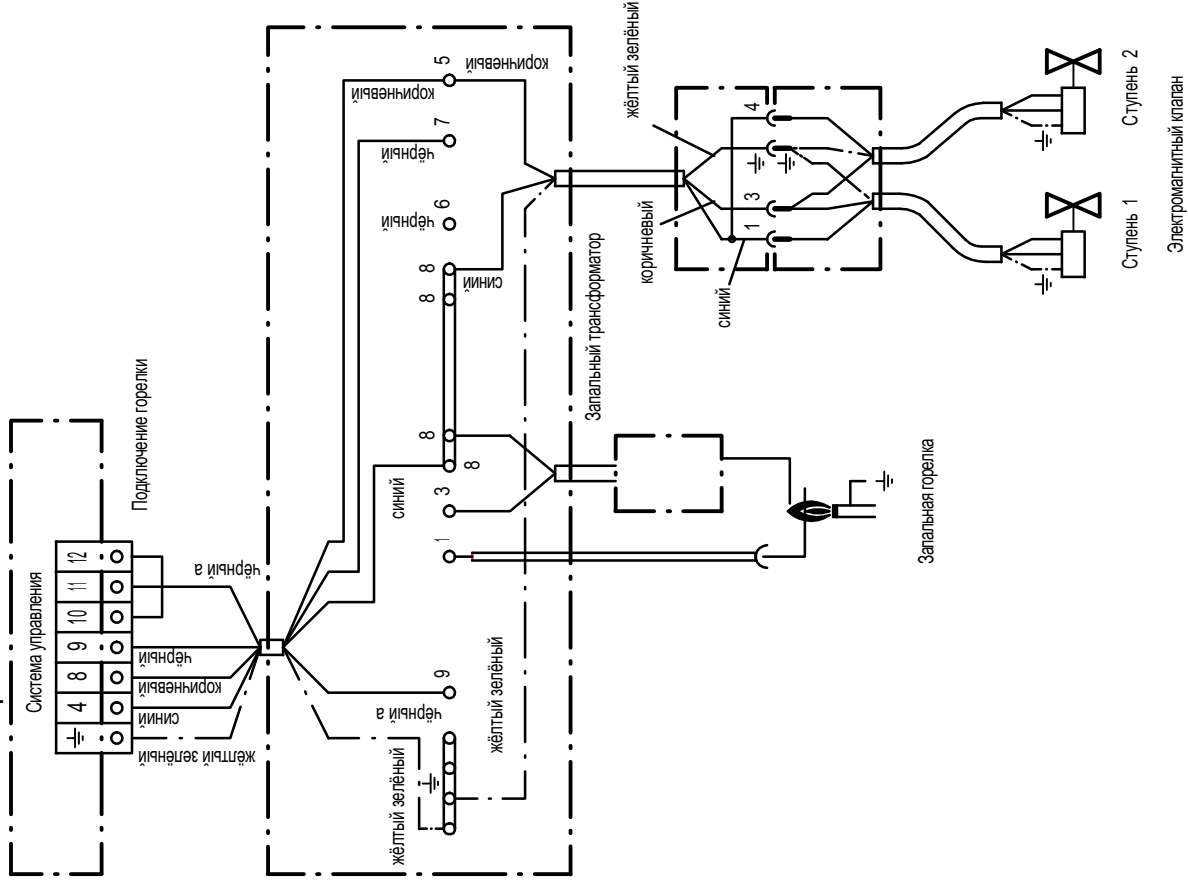 Система управления
4 8 9 10 11 12
Подключение горелки
жёлтый зелёный
синий
коричневый
чёрный
чёрный а
жёлтый зелёный
чёрный а
9
жёлтый зелёный
1
3
синий
8
8
8
8
синий
6
чёрный
7
чёрный
5
коричневый
коричневый
Запальный трансформатор
Запальная горелка
синий
коричневый
жёлтый зелёный
1
3
4
Ступень 1
Ступень 2
Электромагнитный клапан